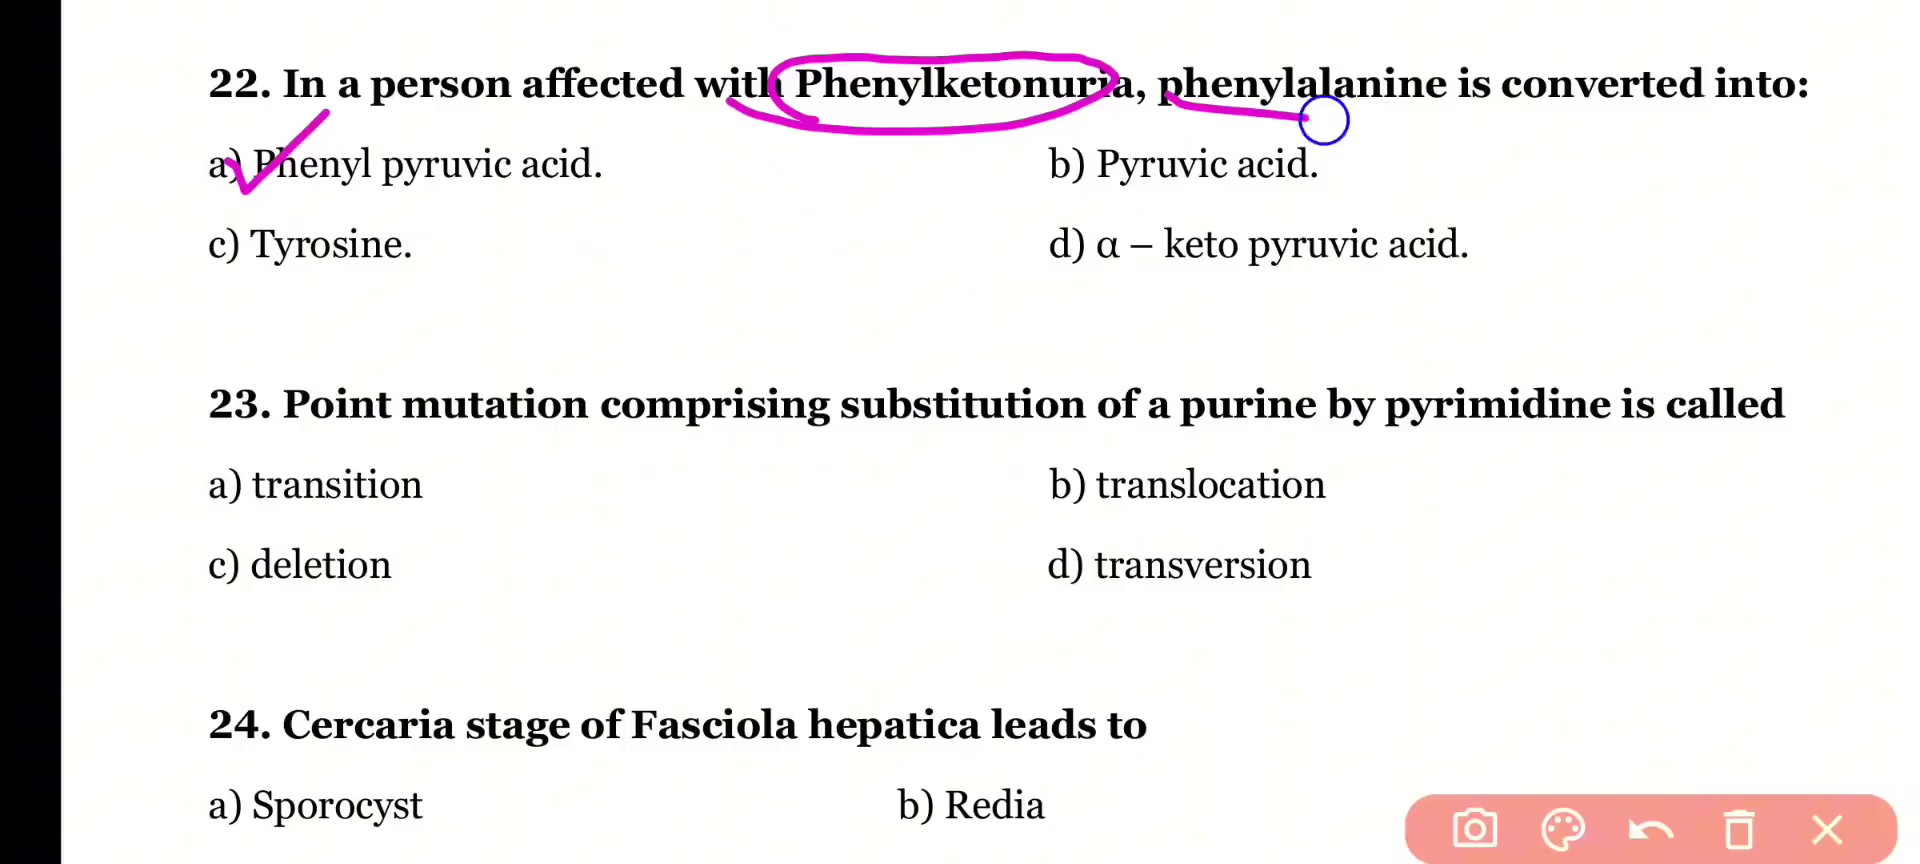 22. In a person affected with Phenylketonuria, phenylalanine is converted into:
a) Phenyl pyruvic acid. b) Pyruvic acid.
c) Tyrosine. d) α – keto pyruvic acid.
23. Point mutation comprising substitution of a purine by pyrimidine is called
a) transition b) translocation
c) deletion d) transversion
24. Cercaria stage of Fasciola hepatica leads to
a) Sporocyst b) Redia